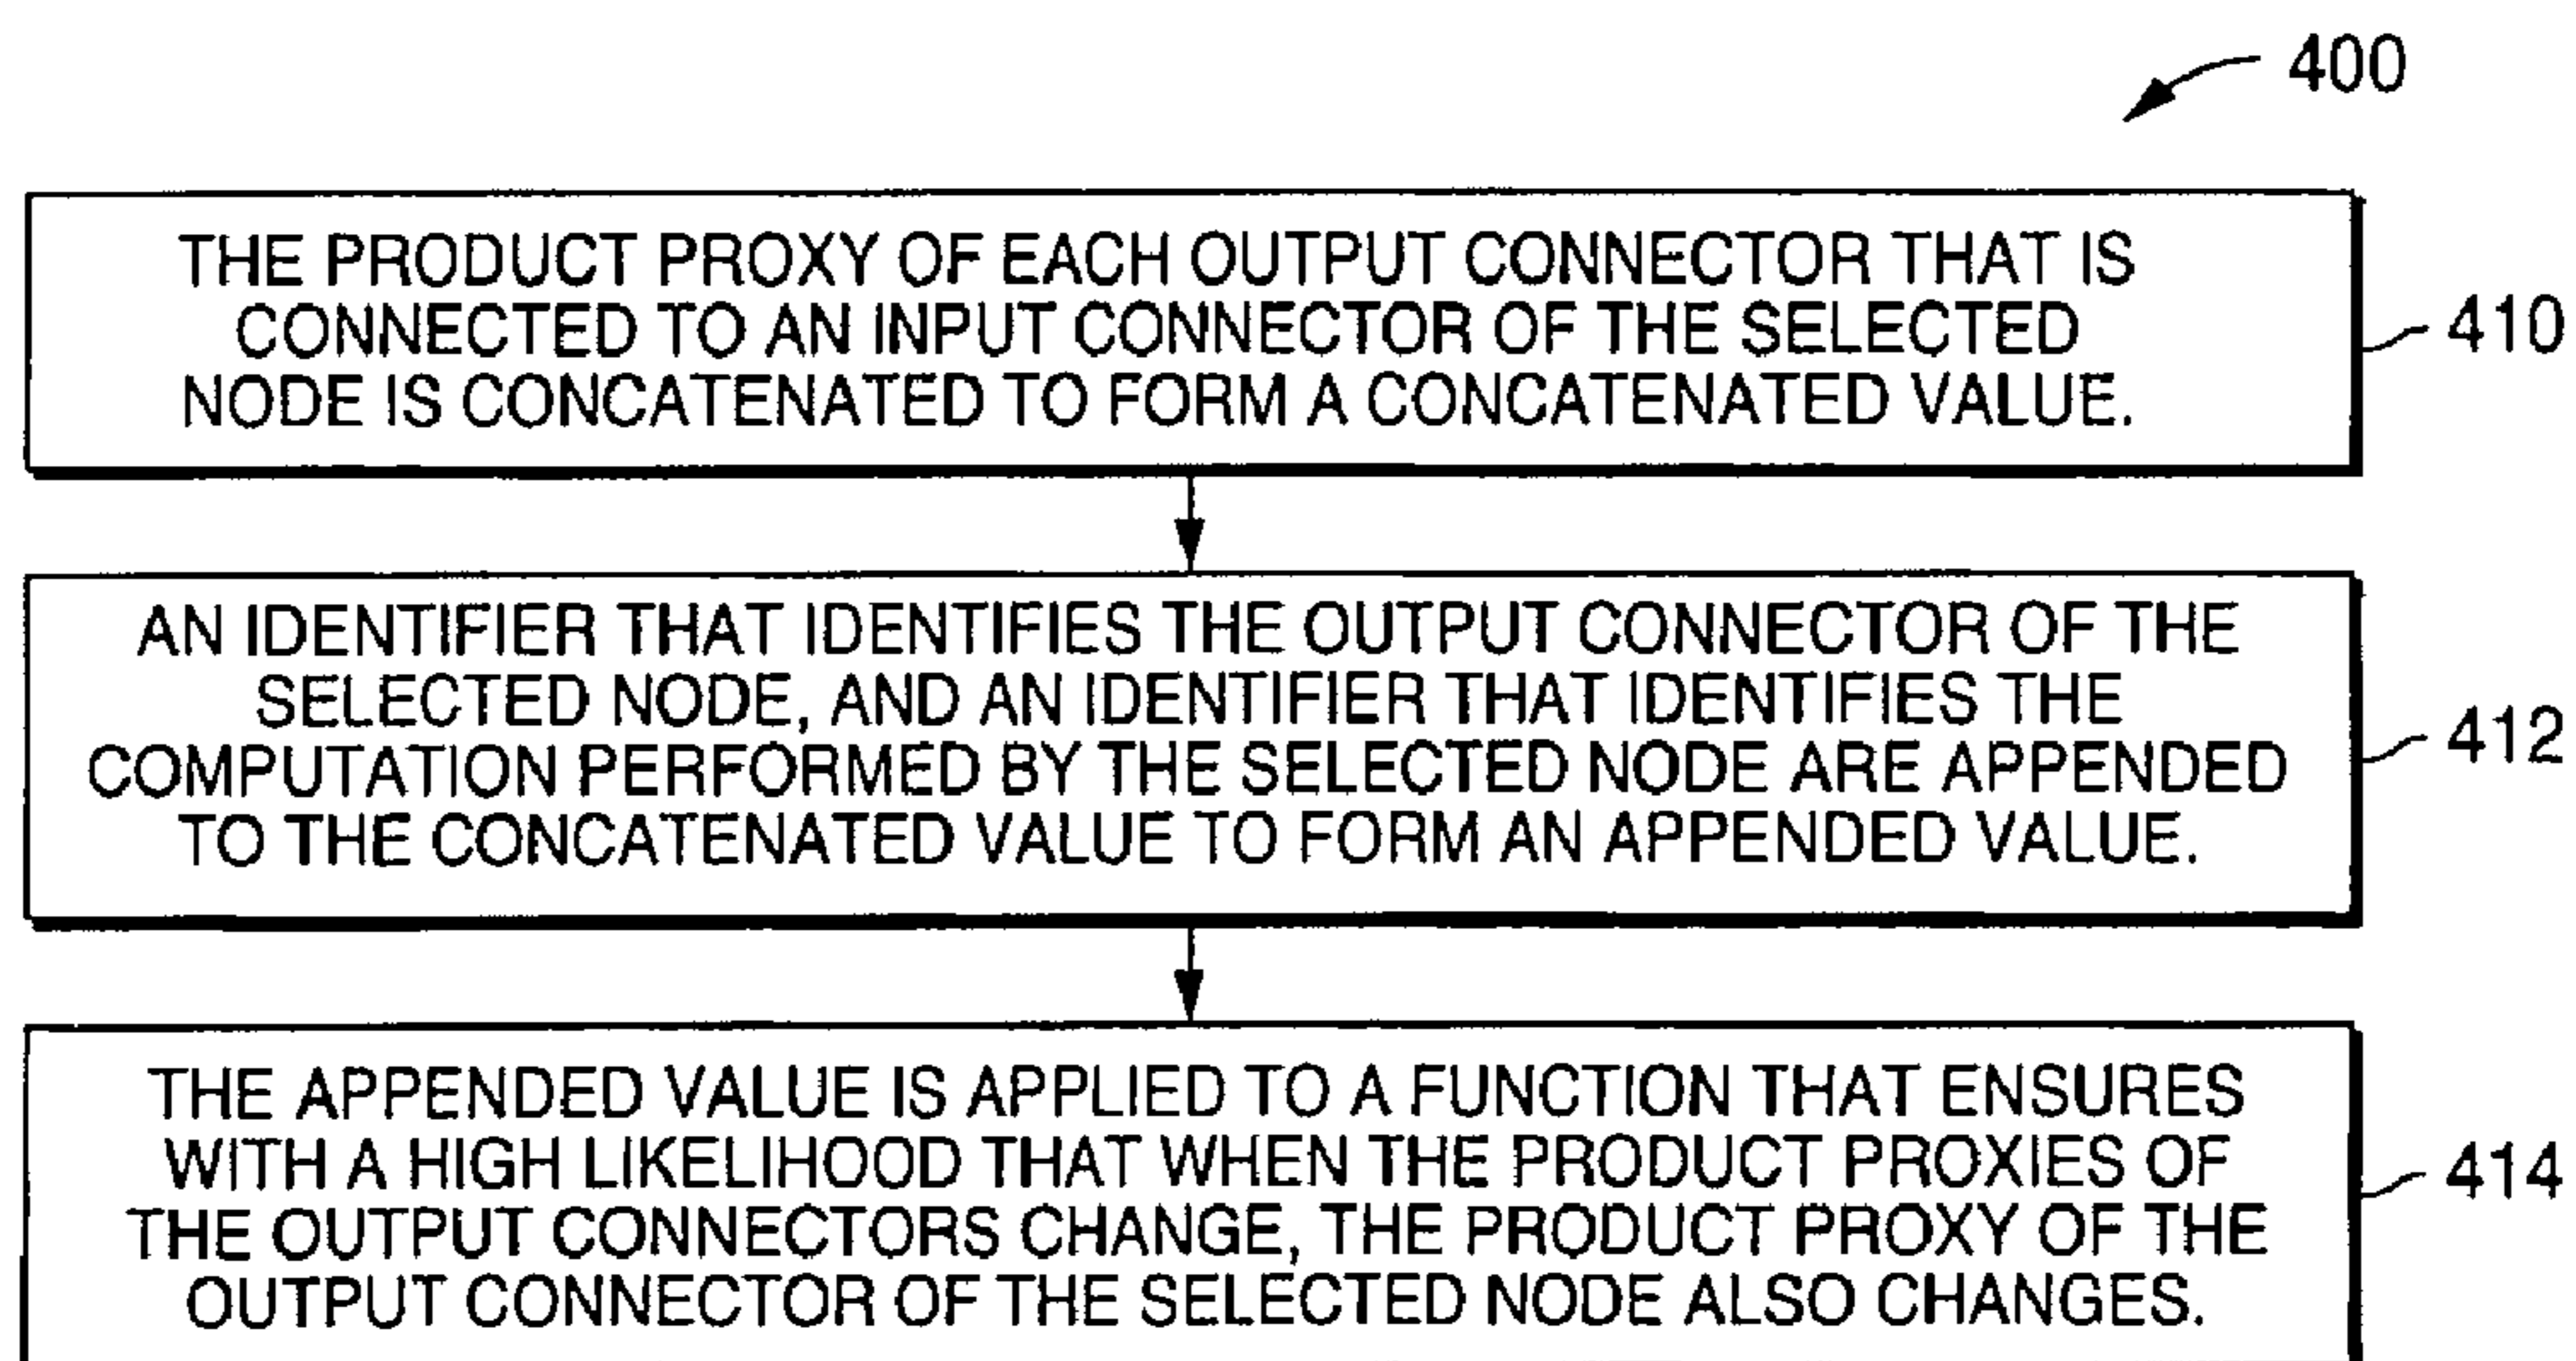 400
THE PRODUCT PROXY OF EACH OUTPUT CONNECTOR THAT IS
CONNECTED TO AN INPUT CONNECTOR OF THE SELECTED
NODE IS CONCATENATED TO FORM A CONCATENATED VALUE.
410
AN IDENTIFIER THAT IDENTIFIES THE OUTPUT CONNECTOR OF THE
SELECTED NODE, AND AN IDENTIFIER THAT IDENTIFIES THE
COMPUTATION PERFORMED BY THE SELECTED NODE ARE APPENDED
TO THE CONCATENATED VALUE TO FORM AN APPENDED VALUE.
412
THE APPENDED VALUE IS APPLIED TO A FUNCTION THAT ENSURES
WITH A HIGH LIKELIHOOD THAT WHEN THE PRODUCT PROXIES OF
THE OUTPUT CONNECTORS CHANGE, THE PRODUCT PROXY OF THE
OUTPUT CONNECTOR OF THE SELECTED NODE ALSO CHANGES.
414